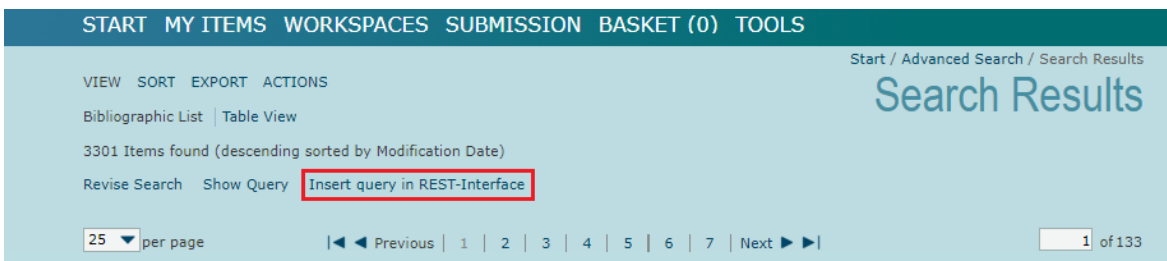 START MY ITEMS WORKSPACES SUBMISSION BASKET (0) TOOLS
Start / Advanced Search / Search Results
Search Results
VIEW SORT EXPORT ACTIONS
Bibliographic List | Table View
3301 Items found (descending sorted by Modification Date)
Revise Search Show Query Insert query in REST-Interface
25 per page Previous | 1 | 2 | 3 | 4 | 5 | 6 | 7 | Next 1 of 133